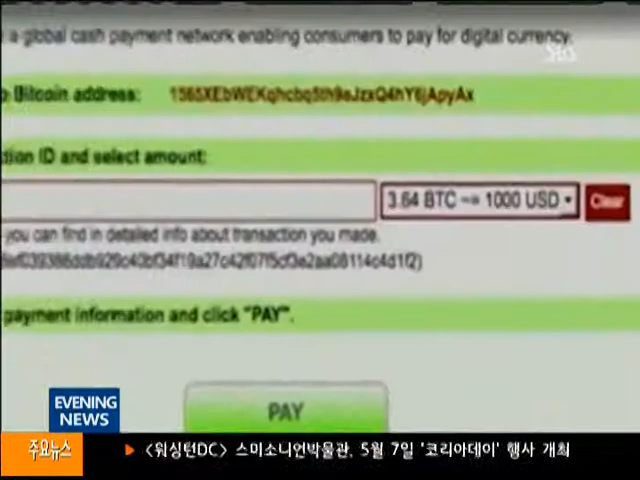 a global cash payment network enabling consumers to pay for digital currency.
SBS
Bitcoin address:
ID and select amount:
3.64 BTC => 1000 USD
Clear
you can find in detailed info about transaction you made.
payment information and click "PAY".
PAY
EVENING
NEWS
주요뉴스
<워싱턴DC> 스미소니언박물관, 5월 7일 '코리아데이' 행사 개최